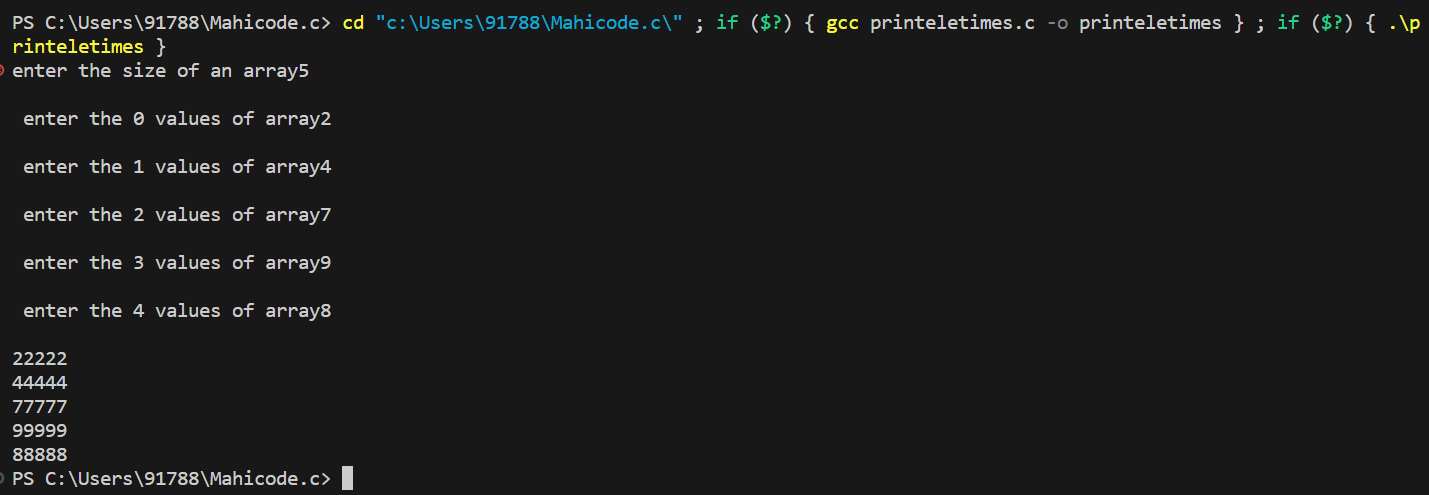 PS C:\Users\91788\Mahicode.c> cd "c:\Users\91788\Mahicode.c\" ; if ($?) { gcc printeletimes.c -o printeletimes } ; if ($?) { .\p
rinteletimes }
enter the size of an array5
enter the 0 values of array2
enter the 1 values of array4
enter the 2 values of array7
enter the 3 values of array9
enter the 4 values of array8
22222
44444
77777
99999
88888
PS C:\Users\91788\Mahicode.c>